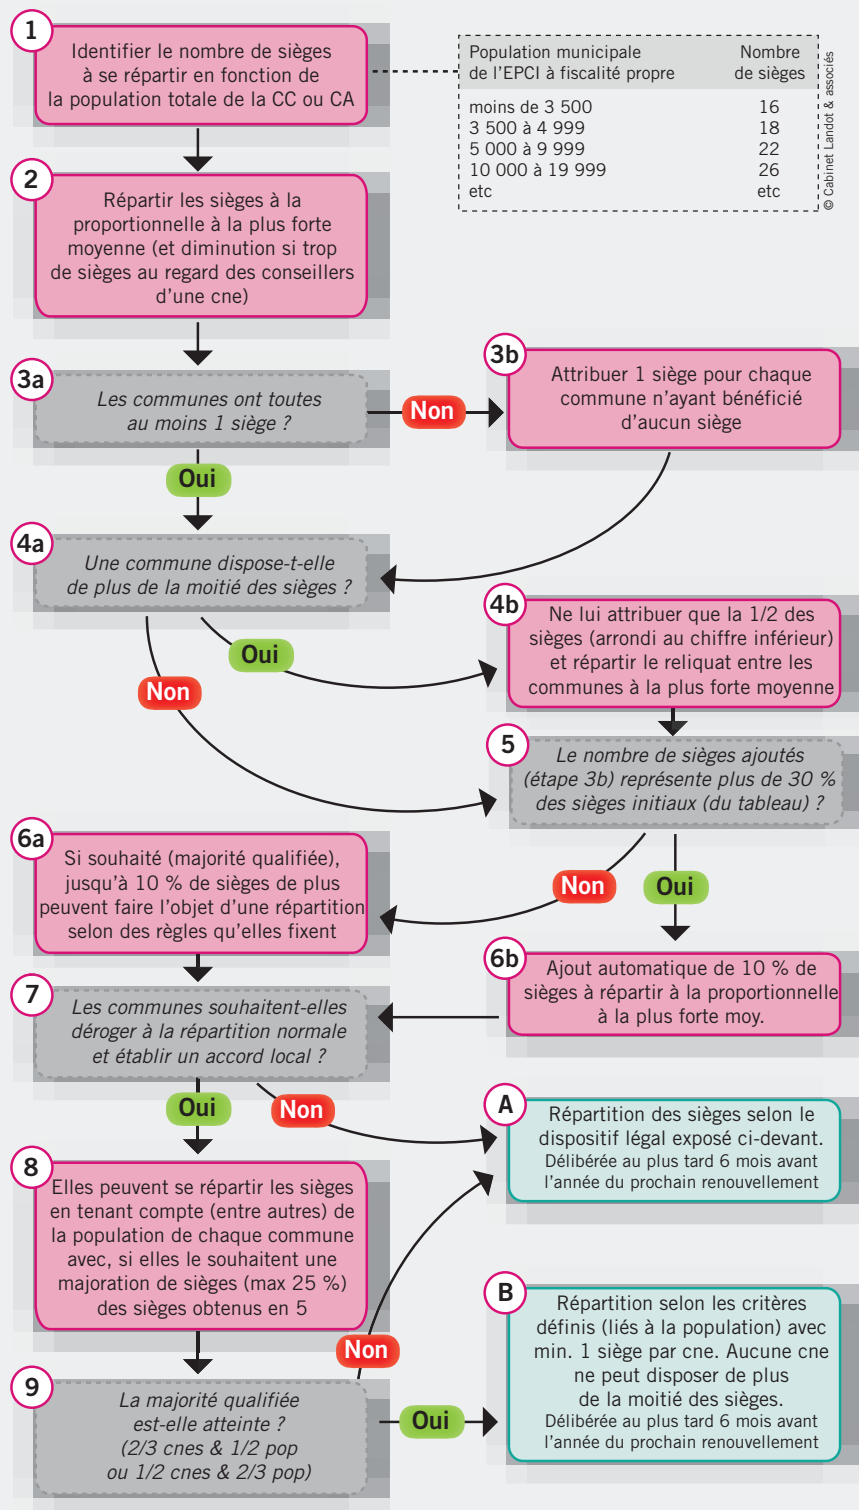 1
Identifier le nombre de sièges
à se répartir en fonction de
la population totale de la CC ou CA
Population municipale
de l'EPCI à fiscalité propre
Nombre
de sièges
moins de 3 500 16
3 500 à 4 999 18
5 000 à 9 999 22
10 000 à 19 999 26
etc etc
© Cabinet Landot & associés
2
Répartir les sièges à la
proportionnelle à la plus forte
moyenne (et diminution si trop
de sièges au regard des conseillers
d'une cne)
3a
Les communes ont toutes
au moins 1 siège ?
Non
3b
Attribuer 1 siège pour chaque
commune n'ayant bénéficié
d'aucun siège
Oui
4a
Une commune dispose-t-elle
de plus de la moitié des sièges ?
Oui
Non
4b
Ne lui attribuer que la 1/2 des
sièges (arrondi au chiffre inférieur)
et répartir le reliquat entre les
communes à la plus forte moyenne
5
Le nombre de sièges ajoutés
(étape 3b) représente plus de 30 %
des sièges initiaux (du tableau) ?
Non
Oui
6a
Si souhaité (majorité qualifiée),
jusqu'à 10 % de sièges de plus
peuvent faire l'objet d'une répartition
selon des règles qu'elles fixent
6b
Ajout automatique de 10 % de
sièges à répartir à la proportionnelle
à la plus forte moy.
7
Les communes souhaitent-elles
déroger à la répartition normale
et établir un accord local ?
Oui
Non
A
Répartition des sièges selon le
dispositif légal exposé ci-devant.
Délibérée au plus tard 6 mois avant
l'année du prochain renouvellement
8
Elles peuvent se répartir les sièges
en tenant compte (entre autres) de
la population de chaque commune
avec, si elles le souhaitent une
majoration de sièges (max 25 %)
des sièges obtenus en 5
Non
9
La majorité qualifiée
est-elle atteinte ?
(2/3 cnes & 1/2 pop
ou 1/2 cnes & 2/3 pop)
Oui
B
Répartition selon les critères
définis (liés à la population) avec
min. 1 siège par cne. Aucune cne
ne peut disposer de plus
de la moitié des sièges.
Délibérée au plus tard 6 mois avant
l'année du prochain renouvellement